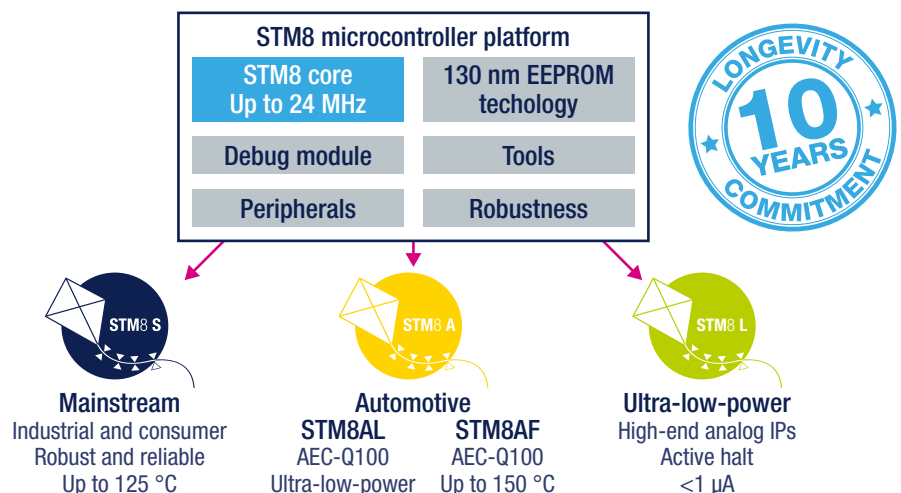 STM8 microcontroller platform
STM8 core
Up to 24 MHz
130 nm EEPROM
techology
Debug module
Tools
Peripherals
Robustness
LONGEVITY
10
YEARS
COMMITMENT
STM8 S
STM8 A
STM8 L
Mainstream
Industrial and consumer
Robust and reliable
Up to 125 °C
Automotive
STM8AL
AEC-Q100
Ultra-low-power
STM8AF
AEC-Q100
Up to 150 °C
Ultra-low-power
High-end analog IPs
Active halt
<1 µA